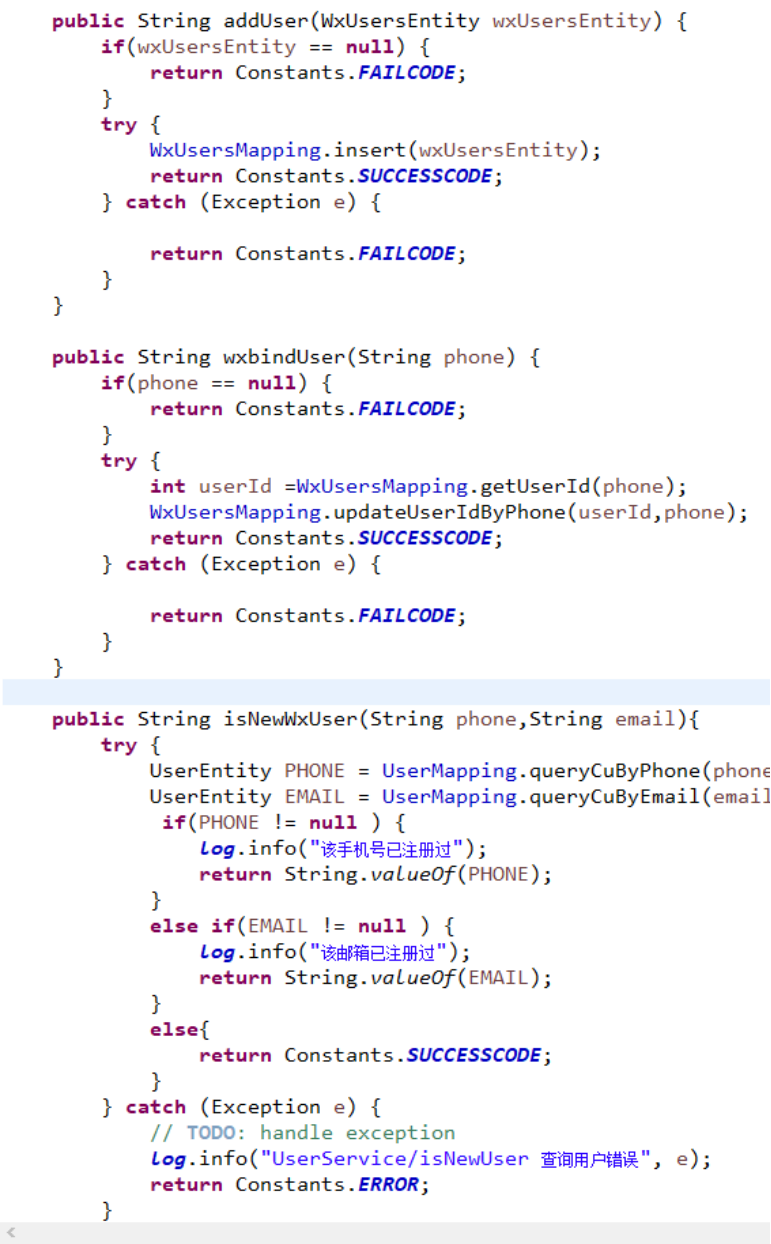 public String addUser(WxUsersEntity wxUsersEntity) {
if(wxUsersEntity == null) {
return Constants.FAILCODE;
}
try {
WxUsersMapping.insert(wxUsersEntity);
return Constants.SUCCESSCODE;
} catch (Exception e) {
return Constants.FAILCODE;
}
}
public String wxbindUser(String phone) {
if(phone == null) {
return Constants.FAILCODE;
}
try {
int userId =WxUsersMapping.getUserId(phone);
WxUsersMapping.updateUserIdByPhone(userId,phone);
return Constants.SUCCESSCODE;
} catch (Exception e) {
return Constants.FAILCODE;
}
}
public String isNewWxUser(String phone,String email){
try {
UserEntity PHONE = UserMapping.queryCuByPhone(phone
UserEntity EMAIL = UserMapping.queryCuByEmail(email
if(PHONE != null ) {
log.info("该手机号已注册过");
return String.valueOf(PHONE);
}
else if(EMAIL != null ) {
log.info("该邮箱已注册过");
return String.valueOf(EMAIL);
}
else{
return Constants.SUCCESSCODE;
}
} catch (Exception e) {
// TODO: handle exception
log.info("UserService/isNewUser 查询用户错误", e);
return Constants.ERROR;
}